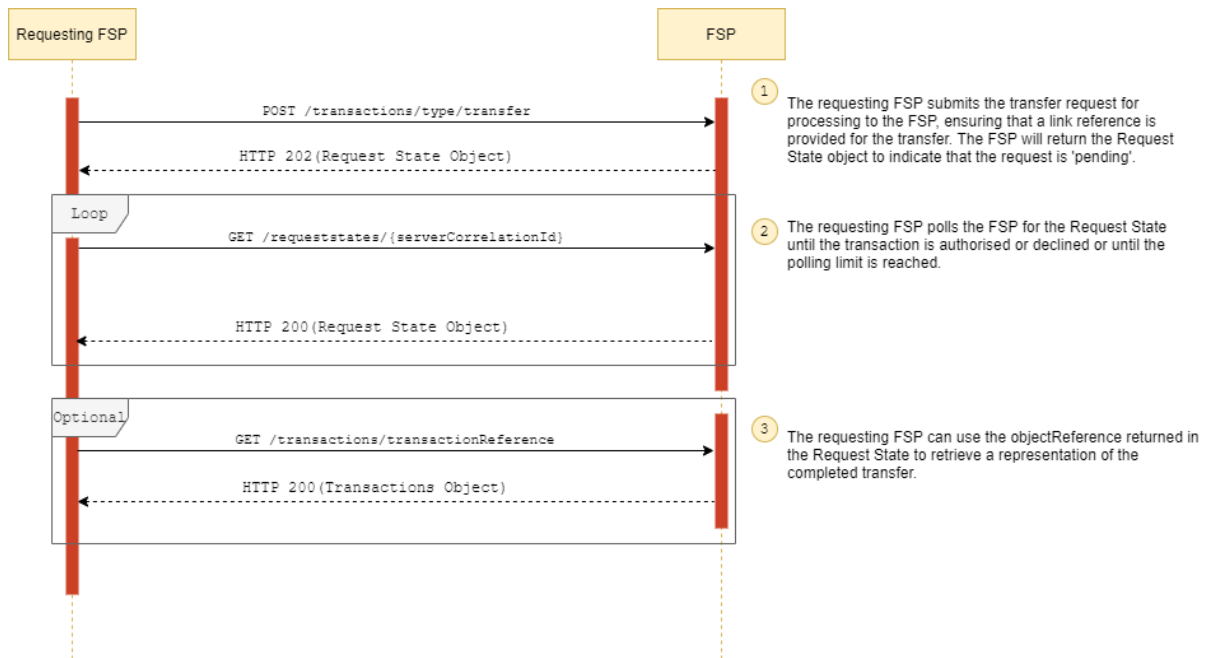 Requesting FSP
FSP
1
The requesting FSP submits the transfer request for
processing to the FSP, ensuring that a link reference is
provided for the transfer. The FSP will return the Request
State object to indicate that the request is 'pending'.
POST /transactions/type/transfer
HTTP 202(Request State Object)
Loop
GET /requeststates/{serverCorrelationId}
2
The requesting FSP polls the FSP for the Request State
until the transaction is authorised or declined or until the
polling limit is reached.
HTTP 200(Request State Object)
Optional
GET /transactions/transactionReference
3
The requesting FSP can use the objectReference returned in
the Request State to retrieve a representation of the
completed transfer.
HTTP 200(Transactions Object)